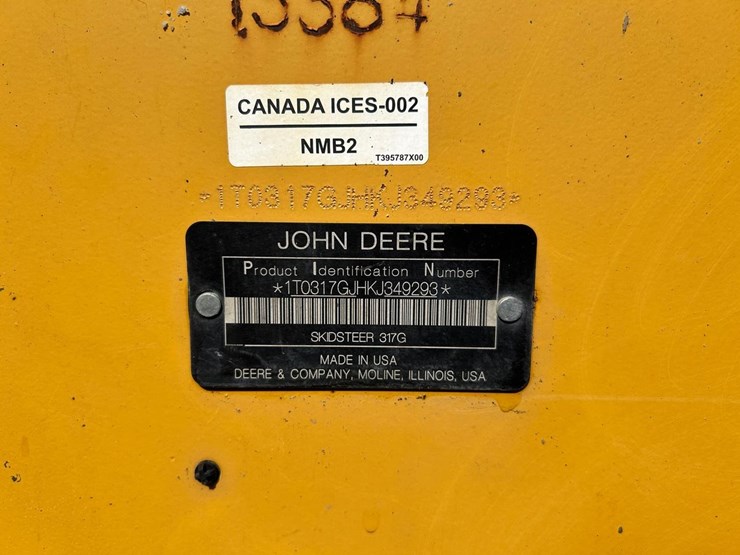 CANADA ICES-002
NMB2
T395787X00
*1T0317GJHKJ349293*
JOHN DEERE
Product Identification Number
*1T0317GJHKJ349293*
SKIDSTEER 317G
MADE IN USA
DEERE & COMPANY, MOLINE, ILLINOIS, USA